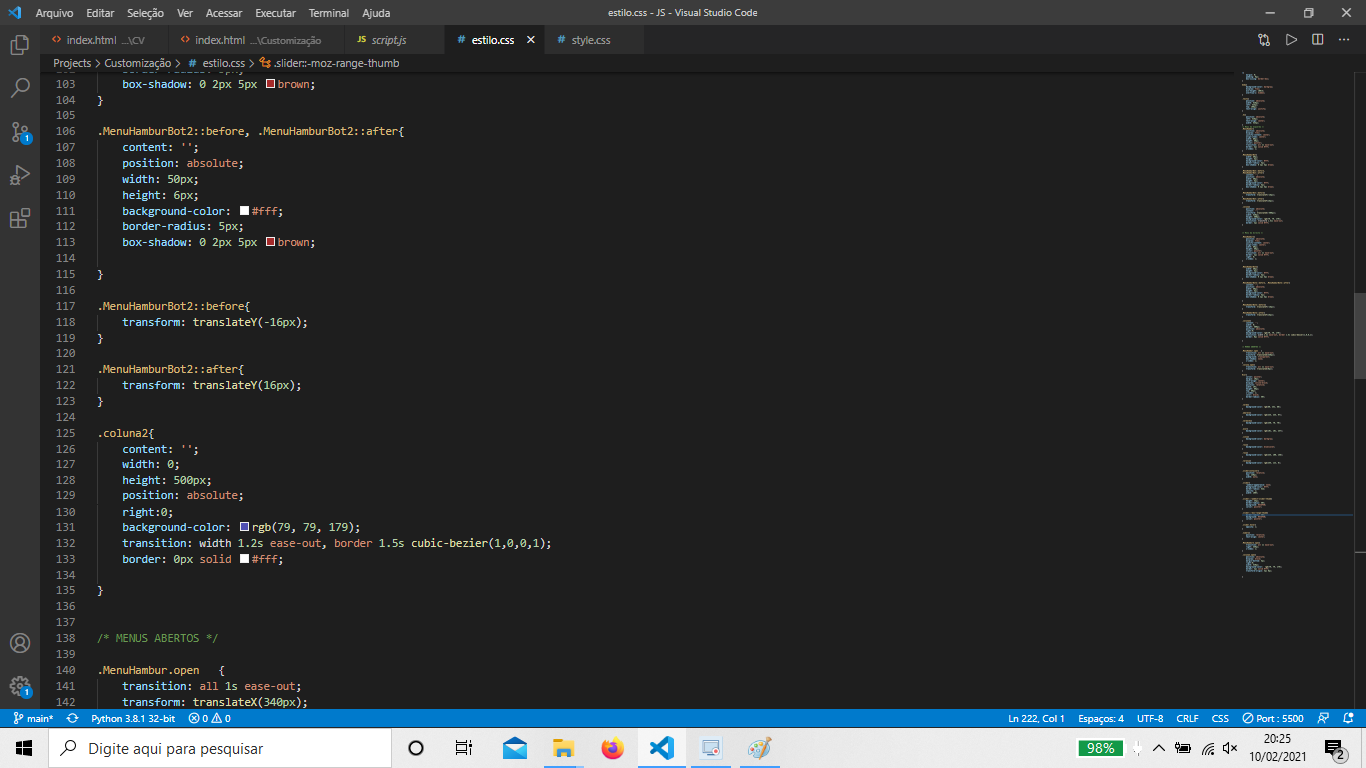 Arquivo Editar Seleção Ver Acessar Executar Terminal Ajuda estilo.css - JS - Visual Studio Code
index.html ...\CV index.html ...\Customização JS script.js # estilo.css # style.css
Projects > Customização > # estilo.css > .slider::-moz-range-thumb
103 box-shadow: 0 2px 5px brown;
104 }
105
106 .MenuHamburBot2::before, .MenuHamburBot2::after{
107 content: '';
108 position: absolute;
109 width: 50px;
110 height: 6px;
111 background-color: #fff;
112 border-radius: 5px;
113 box-shadow: 0 2px 5px brown;
114
115 }
116
117 .MenuHamburBot2::before{
118 transform: translateY(-16px);
119 }
120
121 .MenuHamburBot2::after{
122 transform: translateY(16px);
123 }
124
125 .coluna2{
126 content: '';
127 width: 0;
128 height: 500px;
129 position: absolute;
130 right:0;
131 background-color: rgb(79, 79, 179);
132 transition: width 1.2s ease-out, border 1.5s cubic-bezier(1,0,0,1);
133 border: 0px solid #fff;
134
135 }
136
137
138 /* MENUS ABERTOS */
139
140 .MenuHambur.open {
141 transition: all 1s ease-out;
142 transform: translateX(340px);
1
1
main* Python 3.8.1 32-bit 0 0 Ln 222, Col 1 Espaços: 4 UTF-8 CRLF CSS Port : 5500
Digite aqui para pesquisar 98% 20:25
10/02/2021 2